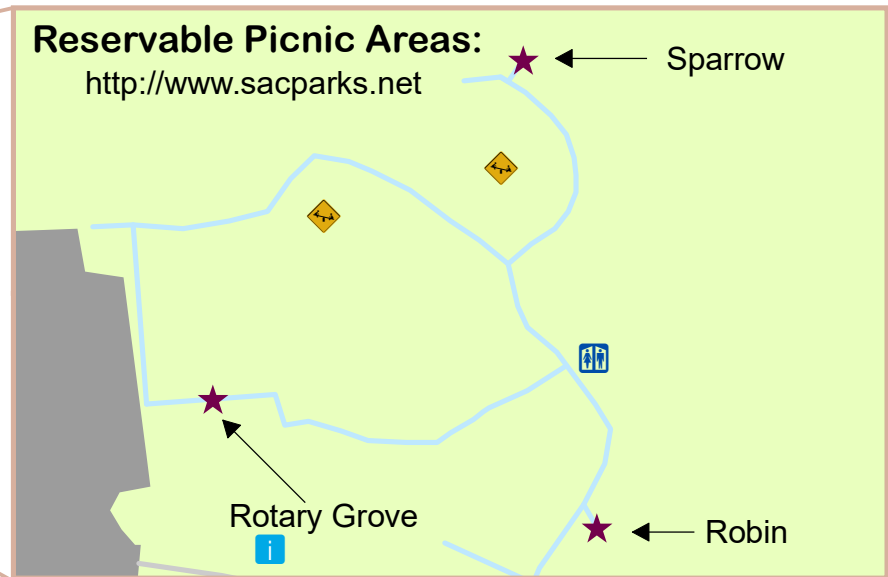 Reservable Picnic Areas:
http://www.sacparks.net
Sparrow
Rotary Grove
i
Robin